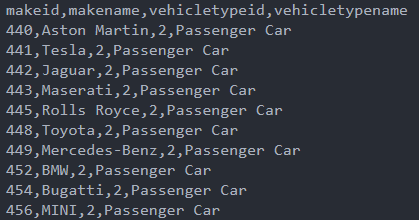 makeid,makename,vehicletypeid,vehicletypename
440,Aston Martin,2,Passenger Car
441,Tesla,2,Passenger Car
442,Jaguar,2,Passenger Car
443,Maserati,2,Passenger Car
445,Rolls Royce,2,Passenger Car
448,Toyota,2,Passenger Car
449,Mercedes-Benz,2,Passenger Car
452,BMW,2,Passenger Car
454,Bugatti,2,Passenger Car
456,MINI,2,Passenger Car